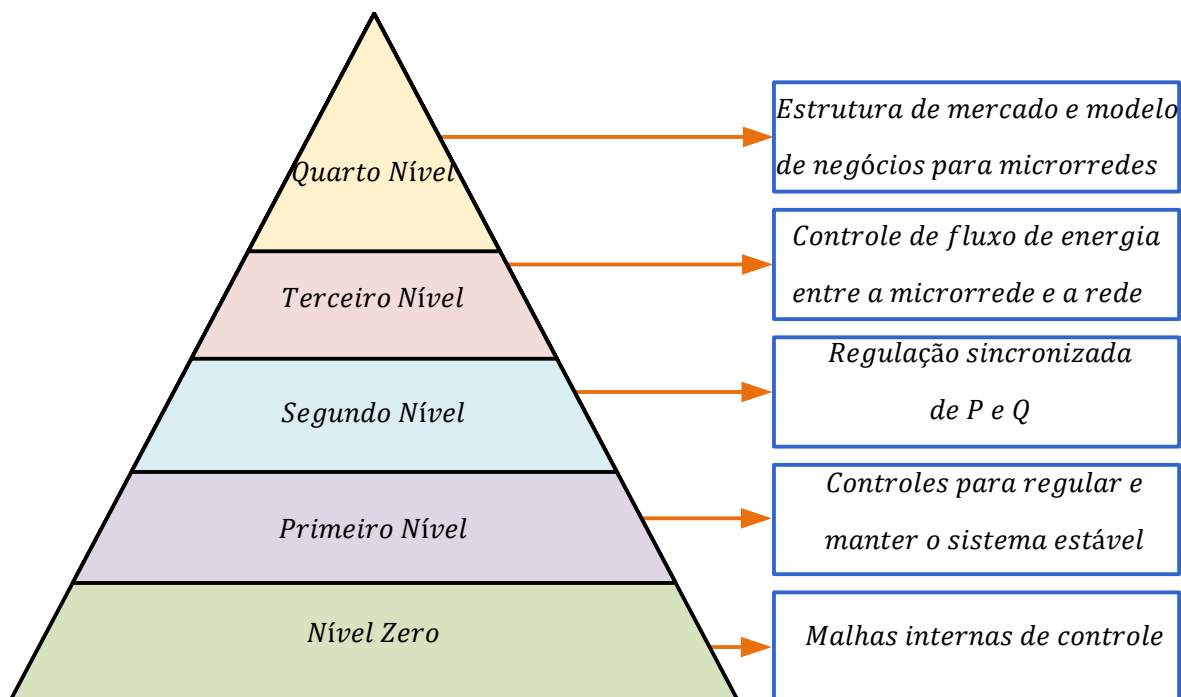 Quarto Nível
Estrutura de mercado e modelo
de negócios para microrredes
Terceiro Nível
Controle de fluxo de energia
entre a microrrede e a rede
Segundo Nível
Regulação sincronizada
de P e Q
Primeiro Nível
Controles para regular e
manter o sistema estável
Nível Zero
Malhas internas de controle